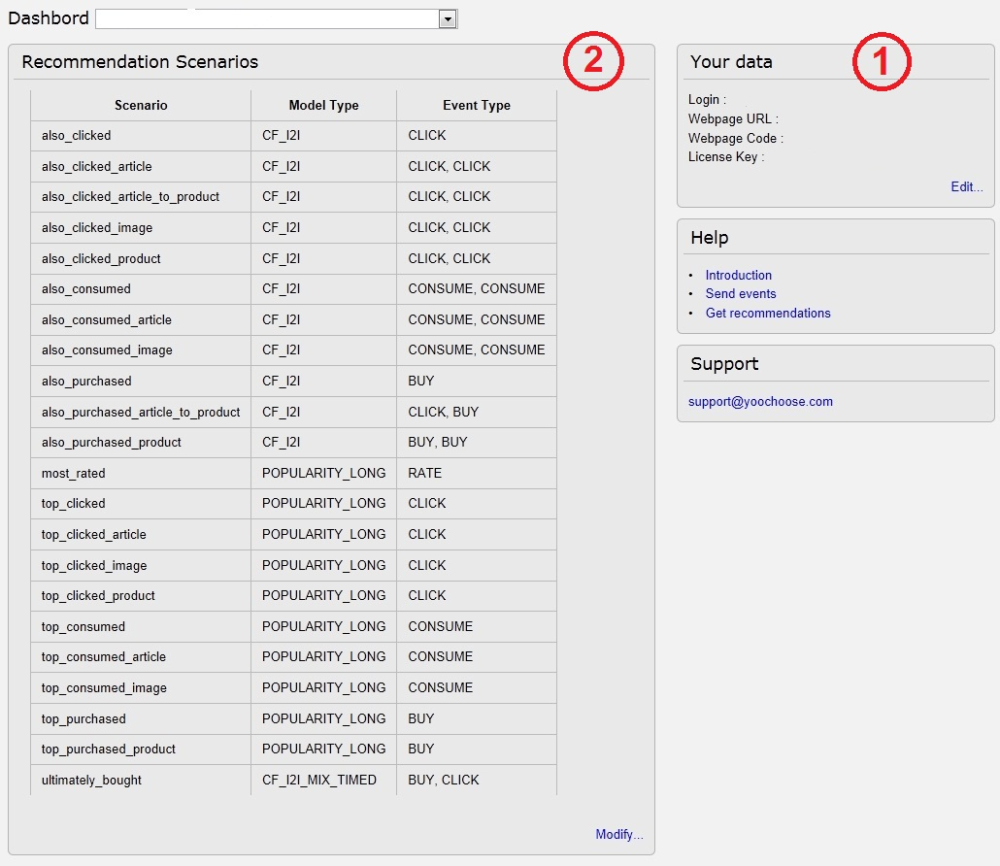 Dashbord
Recommendation Scenarios
2
Scenario Model Type Event Type
also_clicked CF_I2I CLICK
also_clicked_article CF_I2I CLICK, CLICK
also_clicked_article_to_product CF_I2I CLICK, CLICK
also_clicked_image CF_I2I CLICK, CLICK
also_clicked_product CF_I2I CLICK, CLICK
also_consumed CF_I2I CONSUME, CONSUME
also_consumed_article CF_I2I CONSUME, CONSUME
also_consumed_image CF_I2I CONSUME, CONSUME
also_purchased CF_I2I BUY
also_purchased_article_to_product CF_I2I CLICK, BUY
also_purchased_product CF_I2I BUY, BUY
most_rated POPULARITY_LONG RATE
top_clicked POPULARITY_LONG CLICK
top_clicked_article POPULARITY_LONG CLICK
top_clicked_image POPULARITY_LONG CLICK
top_clicked_product POPULARITY_LONG CLICK
top_consumed POPULARITY_LONG CONSUME
top_consumed_article POPULARITY_LONG CONSUME
top_consumed_image POPULARITY_LONG CONSUME
top_purchased POPULARITY_LONG BUY
top_purchased_product POPULARITY_LONG BUY
ultimately_bought CF_I2I_MIX_TIMED BUY, CLICK
Modify...
Your data
1
Login :
Webpage URL :
Webpage Code :
License Key :
Edit...
Help
• Introduction
• Send events
• Get recommendations
Support
support@yoochoose.com